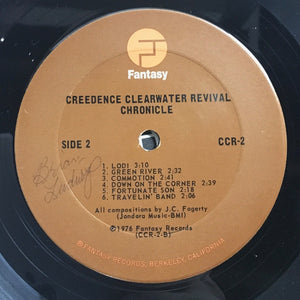 Fantasy
CREEDENCE CLEARWATER REVIVAL
CHRONICLE
SIDE 2
CCR-2
1. LODI 3:10
2. GREEN RIVER 2:32
3. COMMOTION 2:41
4. DOWN ON THE CORNER 2:39
5. FORTUNATE SON 2:18
6. TRAVELIN' BAND 2:06
Brian
All compositions by J.C. Fogerty
(Jondora Music-BMI)
℗1976 Fantasy Records
(CCR-2-B)
® FANTASY RECORDS, BERKELEY, CALIFORNIA